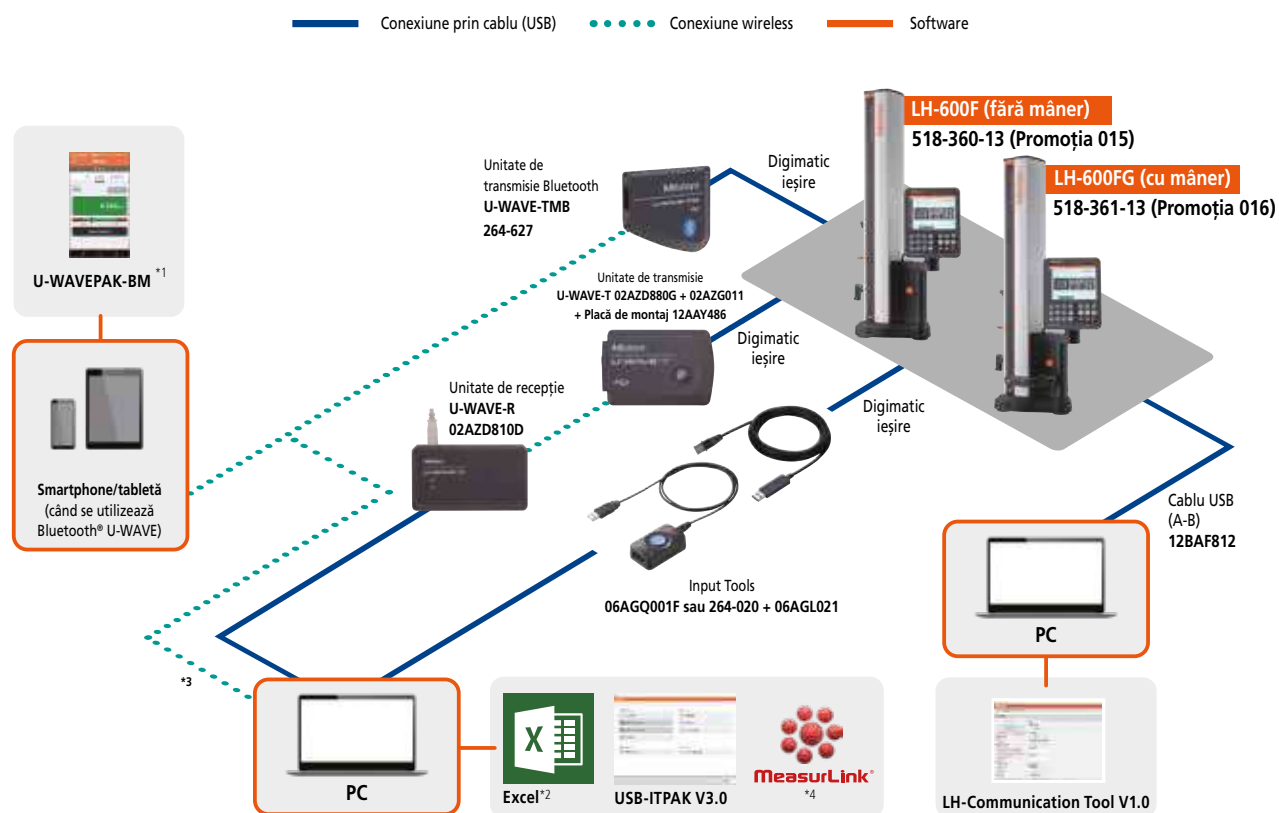 Conexiune prin cablu (USB)
Conexiune wireless
Software
LH-600F (fără mâner)
518-360-13 (Promoția 015)
LH-600FG (cu mâner)
518-361-13 (Promoția 016)
Unitate de
transmisie Bluetooth
U-WAVE-TMB
264-627
Digimatic
ieșire
Mitutoyo
U-WAVEPAK-BM *1
Unitate de transmisie
U-WAVE-T 02AZD880G + 02AZG011
+ Placă de montaj 12AAY486
Digimatic
ieșire
Mitutoyo
U-WAVE-T
Unitate de recepție
U-WAVE-R
02AZD810D
Digimatic
ieșire
Smartphone/tabletă
(când se utilizează
Bluetooth® U-WAVE)
Cablu USB
(A-B)
12BAF812
Input Tools
06AGQ001F sau 264-020 + 06AGL021
PC
*3
PC
X
Excel*2
USB-ITPAK V3.0
MeasurLink®
*4
LH-Communication Tool V1.0